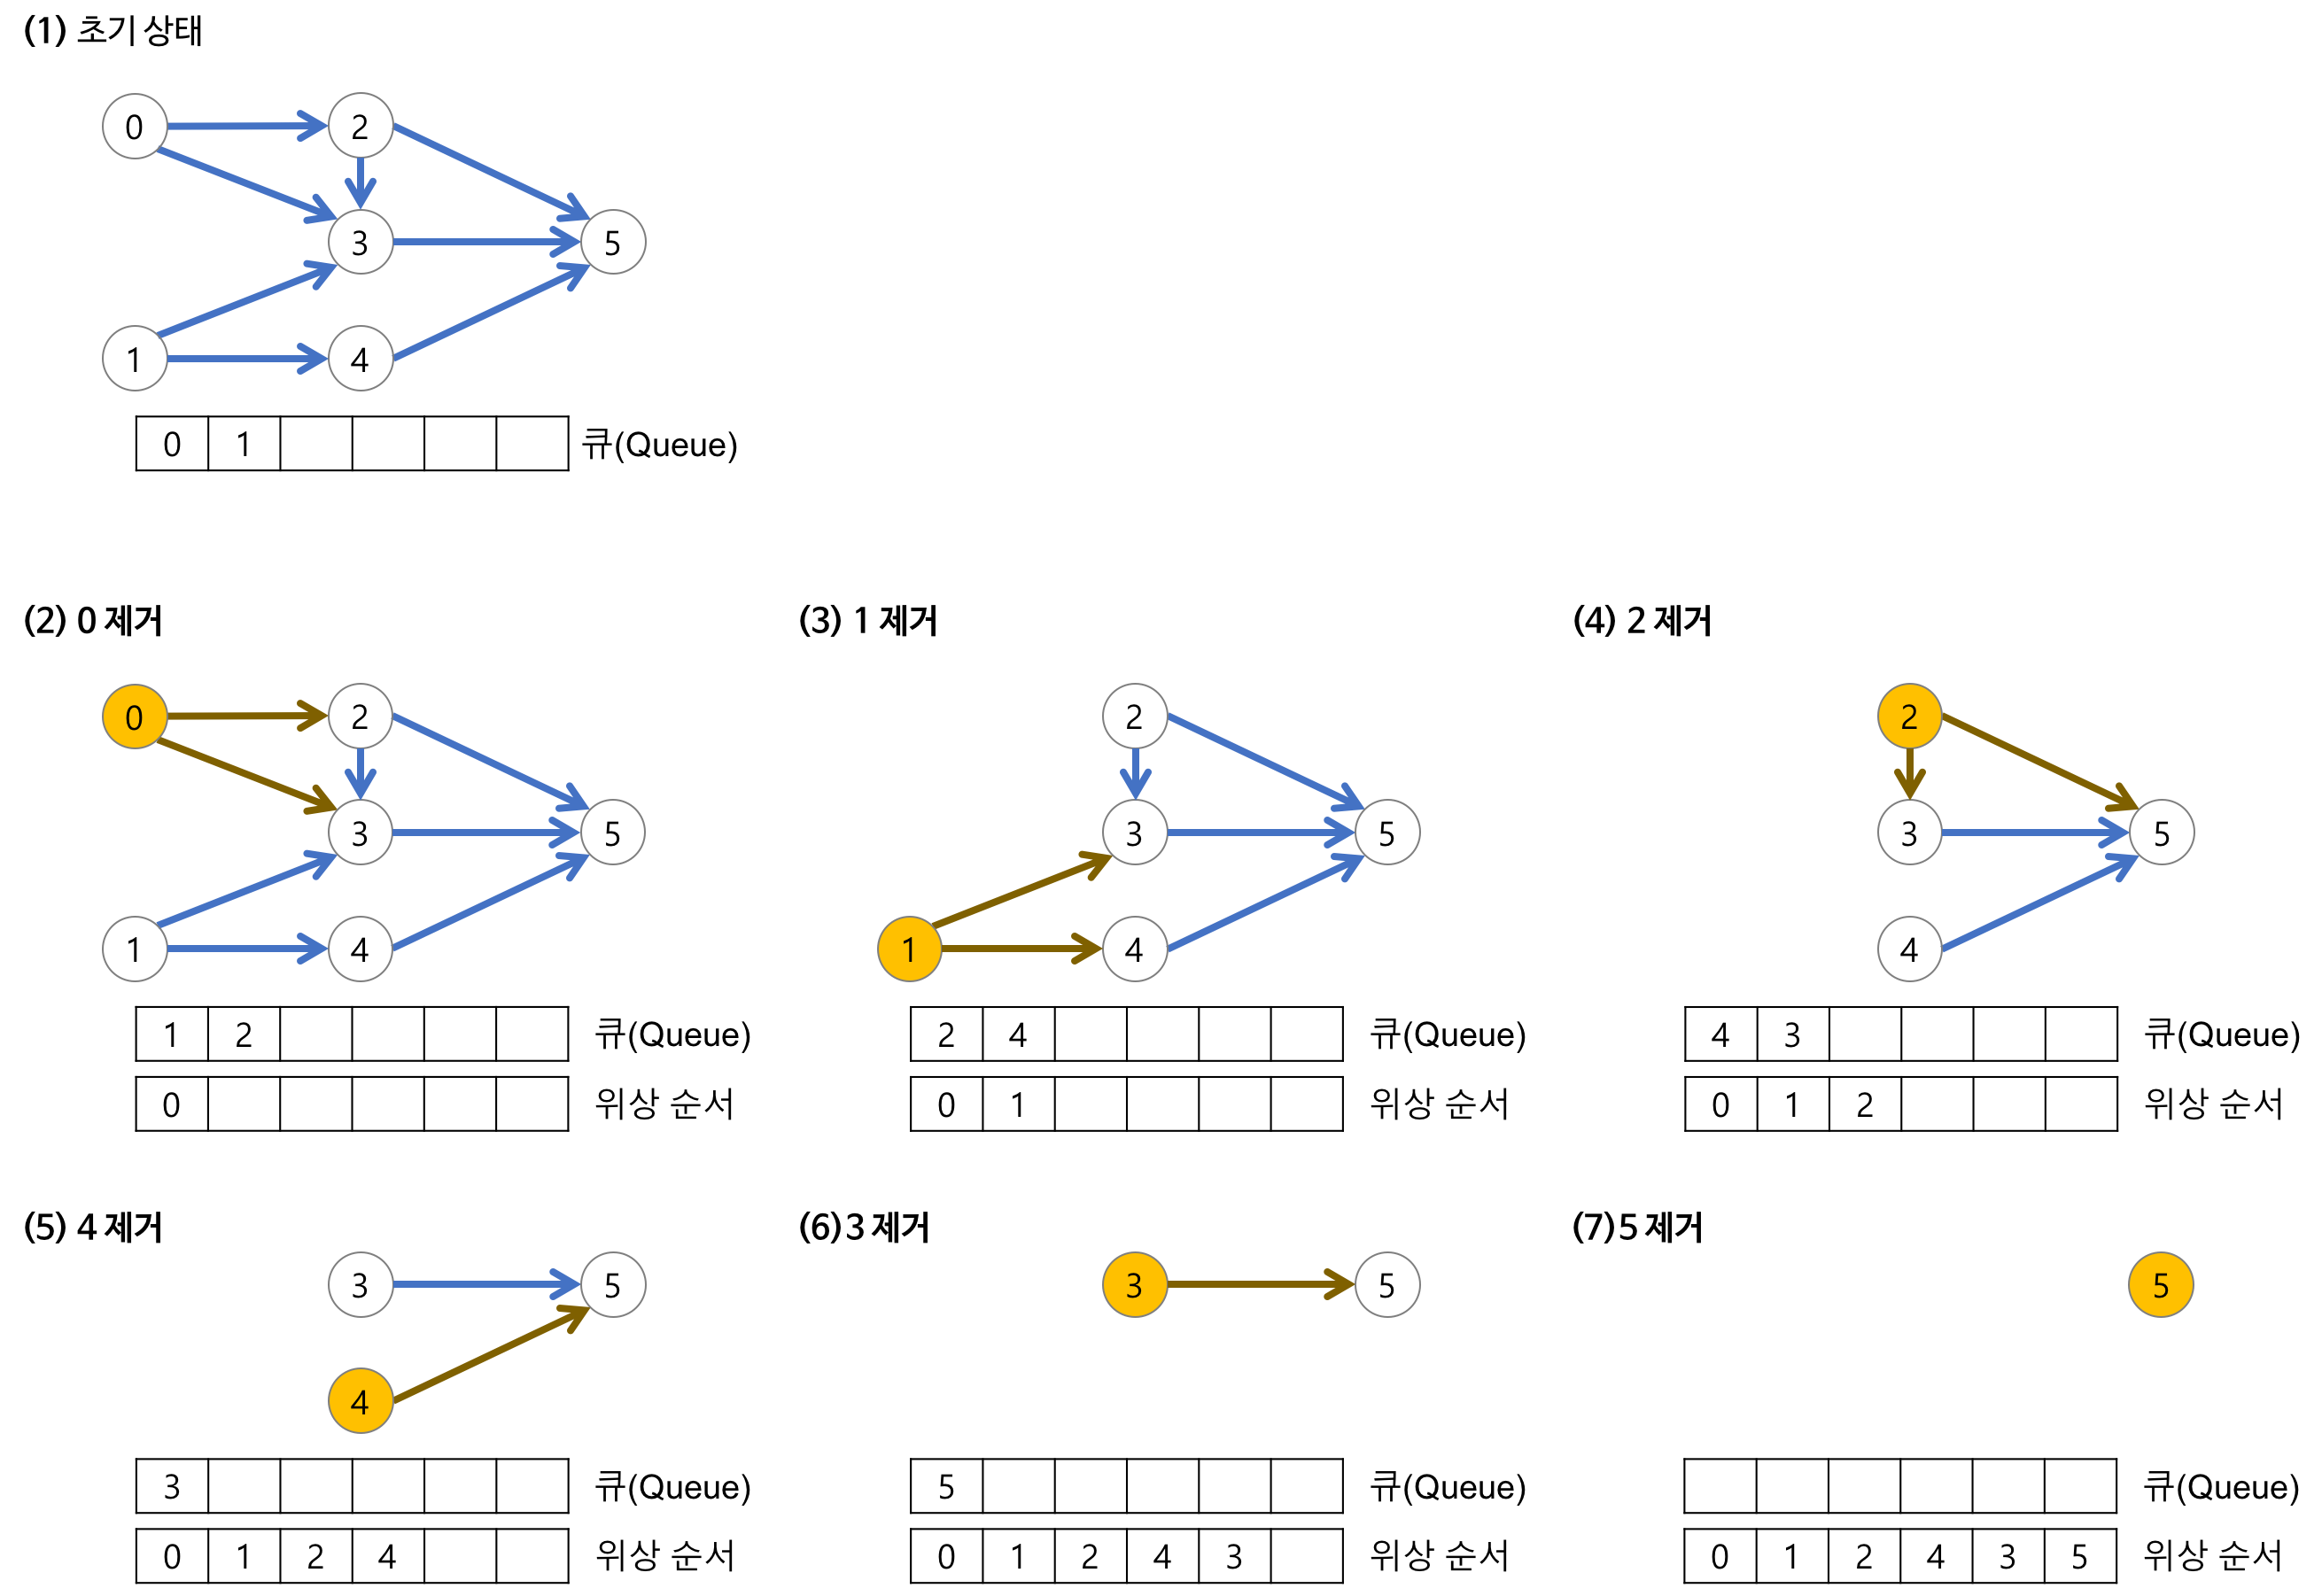 (1) 초기 상태
0 2
3 5
1 4
0 1 큐(Queue)
(2) 0 제거
0 2
3 5
1 4
1 2 큐(Queue)
0 위상 순서
(3) 1 제거
2
3 5
1 4
2 4 큐(Queue)
0 1 위상 순서
(4) 2 제거
2
3 5
4
4 3 큐(Queue)
0 1 2 위상 순서
(5) 4 제거
3 5
4
3 큐(Queue)
0 1 2 4 위상 순서
(6)3 제거
3 5
5 큐(Queue)
0 1 2 4 3 위상 순서
(7)5 제거
5
큐(Queue)
0 1 2 4 3 5 위상 순서